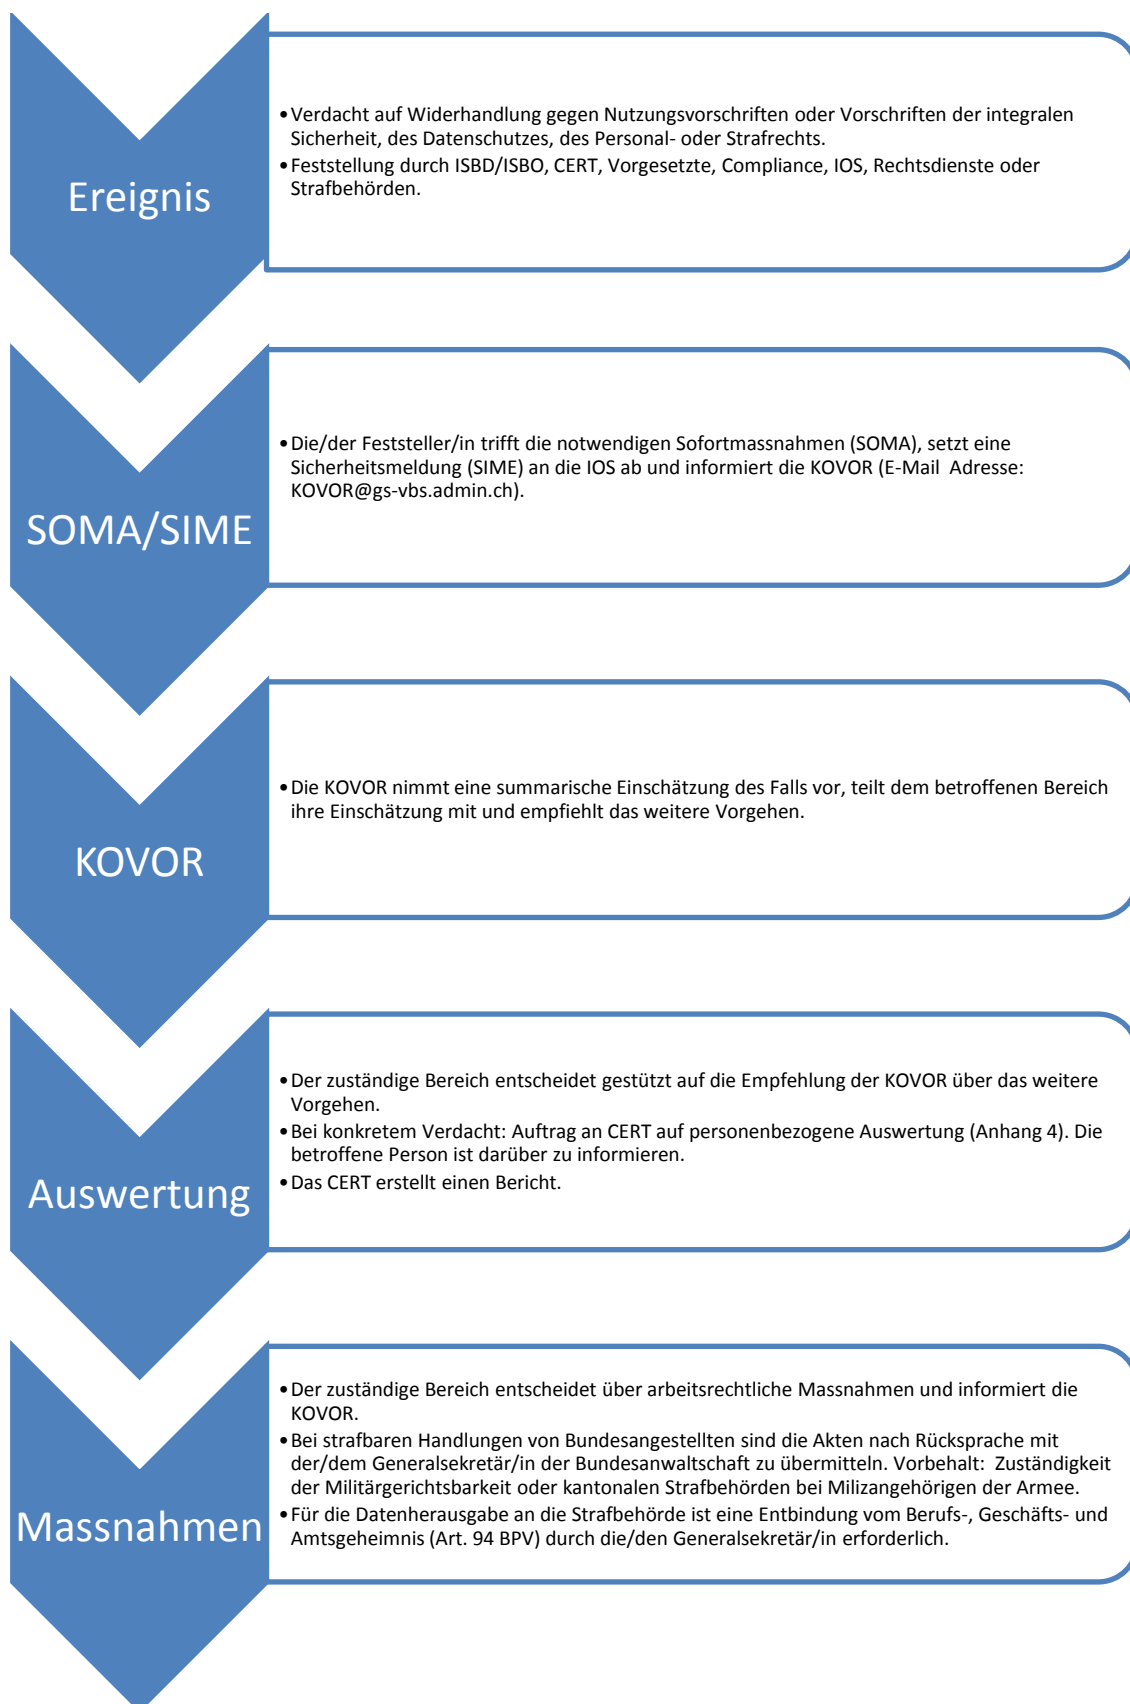 Ereignis
•Verdacht auf Widerhandlung gegen Nutzungsvorschriften oder Vorschriften der integralen
Sicherheit, des Datenschutzes, des Personal- oder Strafrechts.
•Feststellung durch ISBD/ISBO, CERT, Vorgesetzte, Compliance, IOS, Rechtsdienste oder
Strafbehörden.
SOMA/SIME
•Die/der Feststeller/in trifft die notwendigen Sofortmassnahmen (SOMA), setzt eine
Sicherheitsmeldung (SIME) an die IOS ab und informiert die KOVOR (E-Mail Adresse:
KOVOR@gs-vbs.admin.ch).
KOVOR
•Die KOVOR nimmt eine summarische Einschätzung des Falls vor, teilt dem betroffenen Bereich
ihre Einschätzung mit und empfiehlt das weitere Vorgehen.
Auswertung
•Der zuständige Bereich entscheidet gestützt auf die Empfehlung der KOVOR über das weitere
Vorgehen.
•Bei konkretem Verdacht: Auftrag an CERT auf personenbezogene Auswertung (Anhang 4). Die
betroffene Person ist darüber zu informieren.
•Das CERT erstellt einen Bericht.
Massnahmen
•Der zuständige Bereich entscheidet über arbeitsrechtliche Massnahmen und informiert die
KOVOR.
•Bei strafbaren Handlungen von Bundesangestellten sind die Akten nach Rücksprache mit
der/dem Generalsekretär/in der Bundesanwaltschaft zu übermitteln. Vorbehalt: Zuständigkeit
der Militärgerichtsbarkeit oder kantonalen Strafbehörden bei Milizangehörigen der Armee.
•Für die Datenherausgabe an die Strafbehörde ist eine Entbindung vom Berufs-, Geschäfts- und
Amtsgeheimnis (Art. 94 BPV) durch die/den Generalsekretär/in erforderlich.